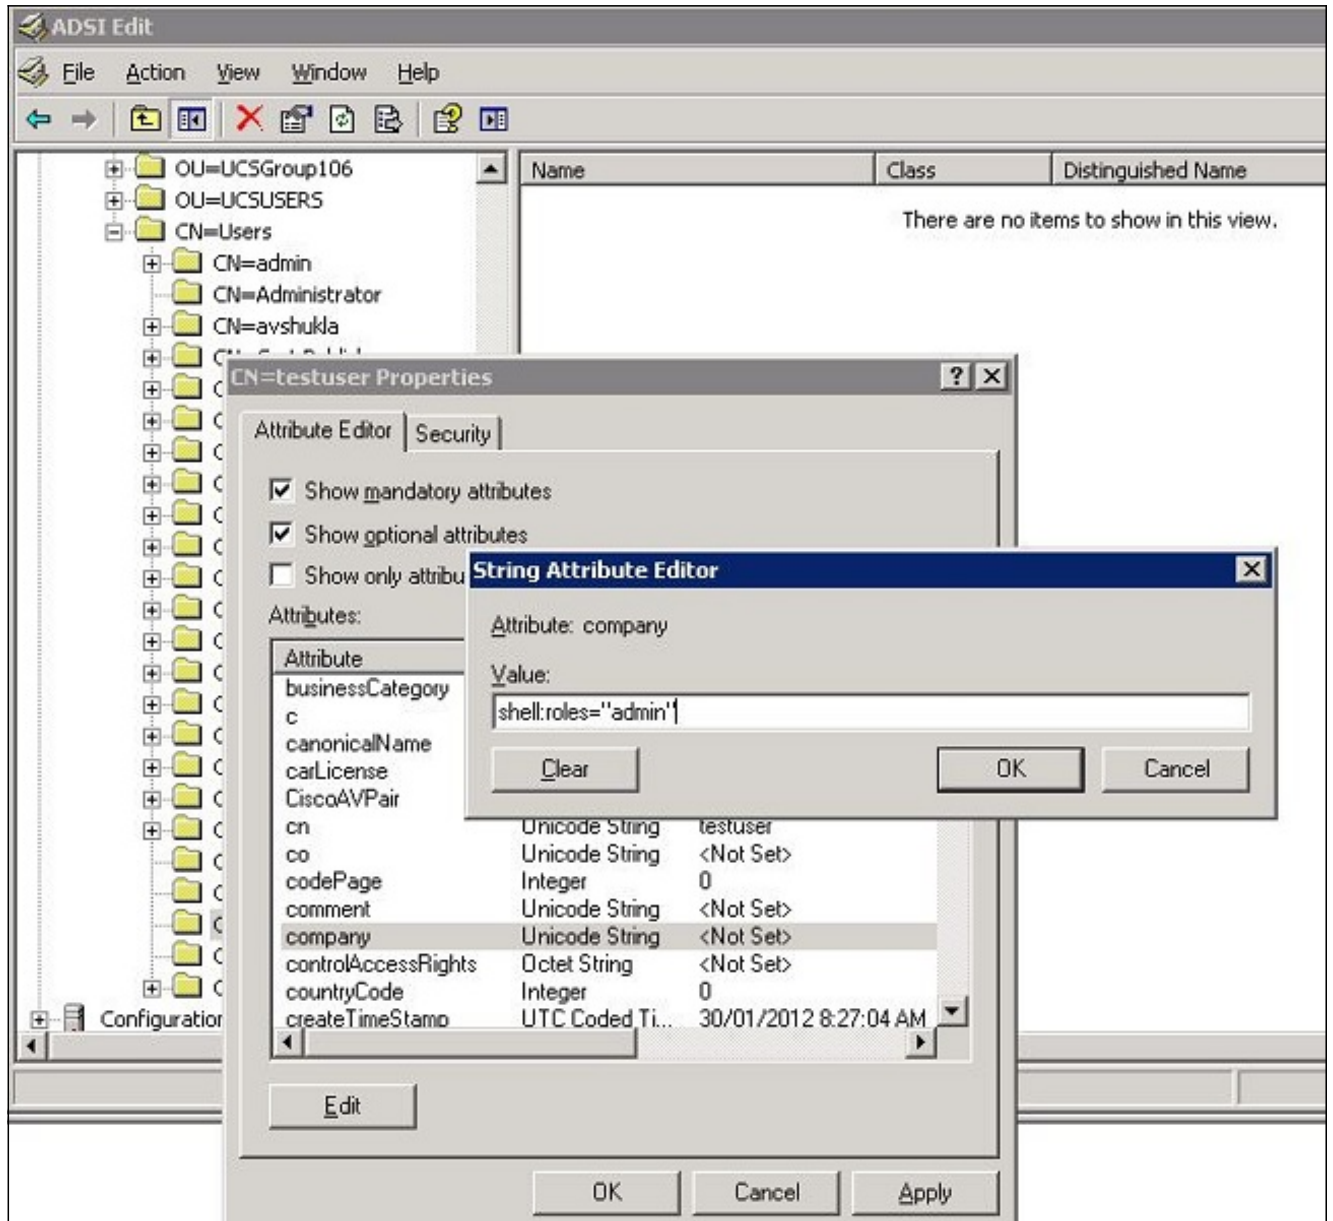 ADSI Edit
File Action View Window Help
OU=UCSGroup106
OU=UCSUSERS
CN=Users
CN=admin
CN=Administrator
CN=avshukla
Configuration
Name Class Distinguished Name
There are no items to show in this view.
CN=testuser Properties
Attribute Editor Security
Show mandatory attributes
Show optional attributes
Show only attribu
Attributes:
Attribute
businessCategory
c
canonicalName
carLicense
CiscoAVPair
cn Unicode String testuser
co Unicode String <Not Set>
codePage Integer 0
comment Unicode String <Not Set>
company Unicode String <Not Set>
controlAccessRights Octet String <Not Set>
countryCode Integer 0
createTimeStamp UTC Coded Ti... 30/01/2012 8:27:04 AM
Edit
OK Cancel Apply
String Attribute Editor
Attribute: company
Value:
shell:roles="admin"
Clear OK Cancel